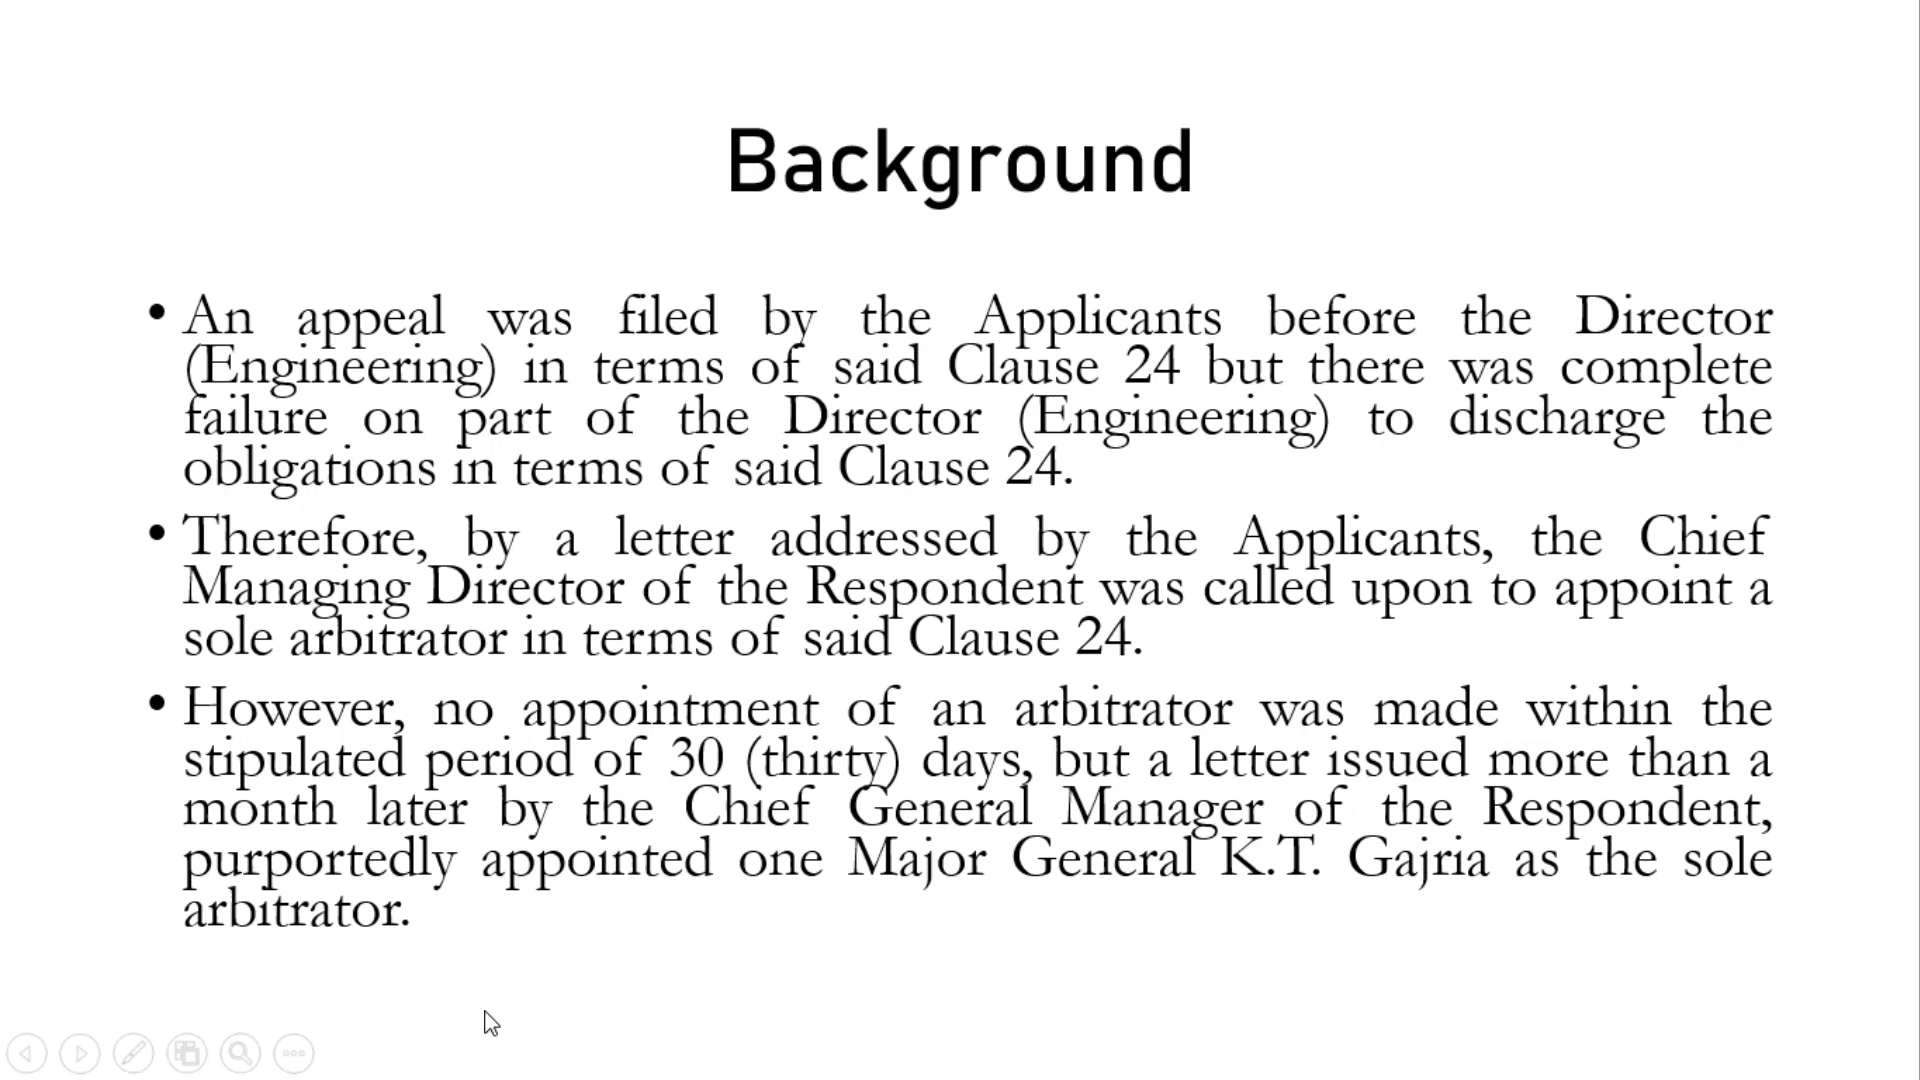 Background
• An appeal was filed by the Applicants before the Director
(Engineering) in terms of said Clause 24 but there was complete
failure on part of the Director (Engineering) to discharge the
obligations in terms of said Clause 24.
• Therefore, by a letter addressed by the Applicants, the Chief
Managing Director of the Respondent was called upon to appoint a
sole arbitrator in terms of said Clause 24.
• However, no appointment of an arbitrator was made within the
stipulated period of 30 (thirty) days, but a letter issued more than a
month later by the Chief General Manager of the Respondent,
purportedly appointed one Major General K.T. Gajria as the sole
arbitrator.